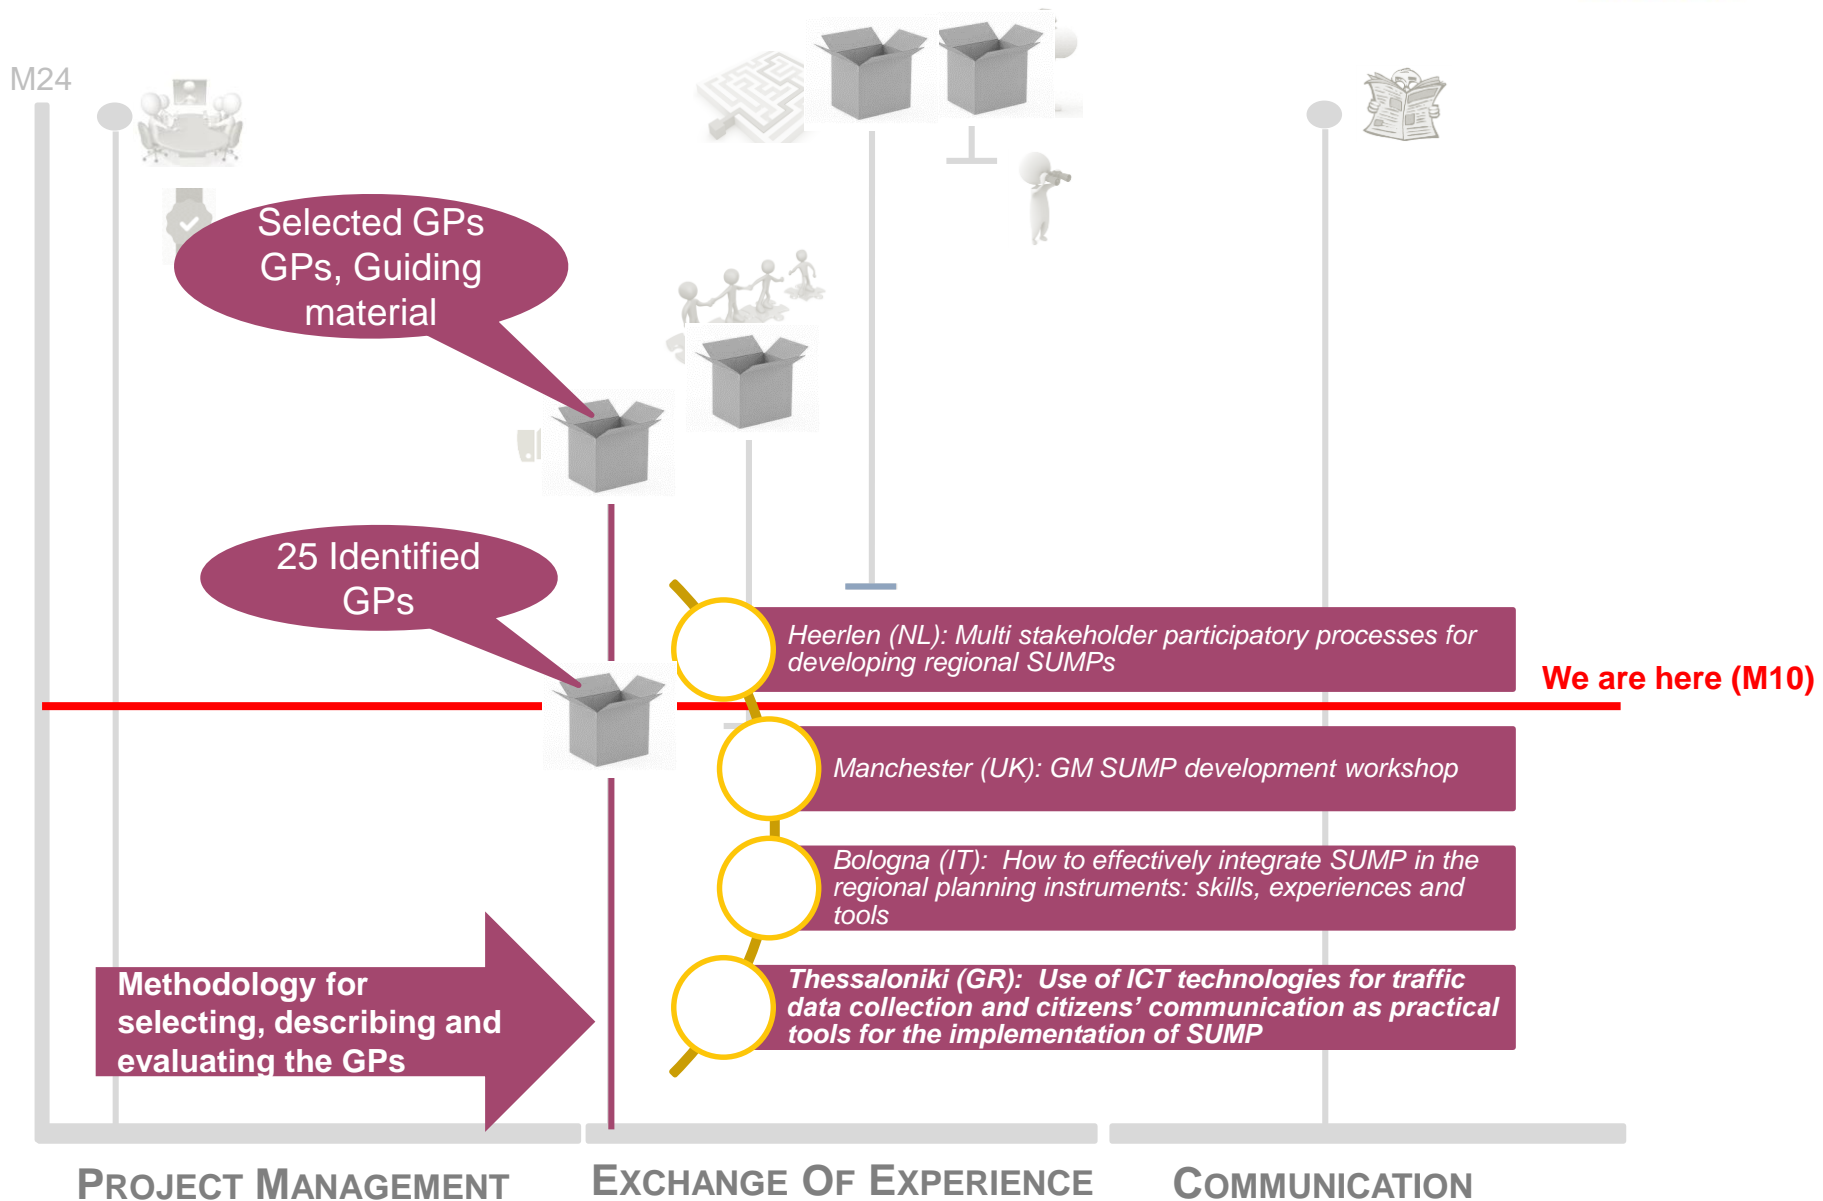 M24
Selected GPs
GPs, Guiding
material
25 Identified
GPs
Heerlen (NL): Multi stakeholder participatory processes for
developing regional SUMPs
We are here (M10)
Manchester (UK): GM SUMP development workshop
Bologna (IT):  How to effectively integrate SUMP in the
regional planning instruments: skills, experiences and
tools
Thessaloniki (GR):  Use of ICT technologies for traffic
data collection and citizens’ communication as practical
tools for the implementation of SUMP
Methodology for
selecting, describing and
evaluating the GPs
PROJECT MANAGEMENT
EXCHANGE OF EXPERIENCE
COMMUNICATION